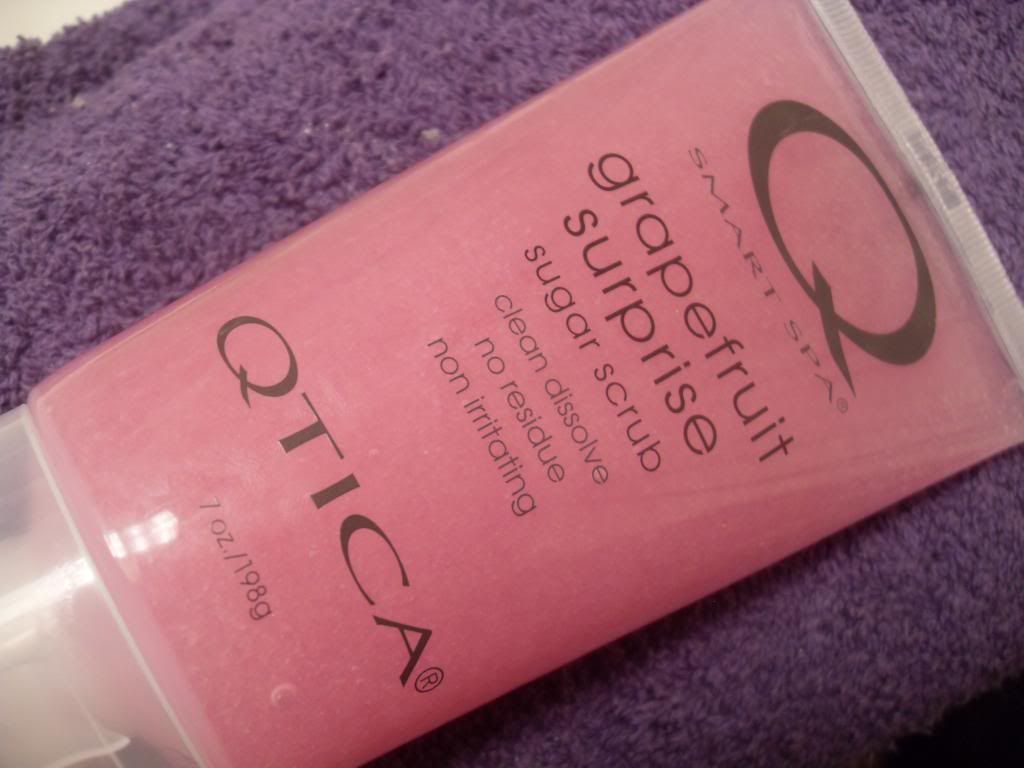 Q
SMART SPA®
grapefruit
surprise
sugar scrub
clean dissolve
no residue
non irritating
QTICA®
7 oz./198g